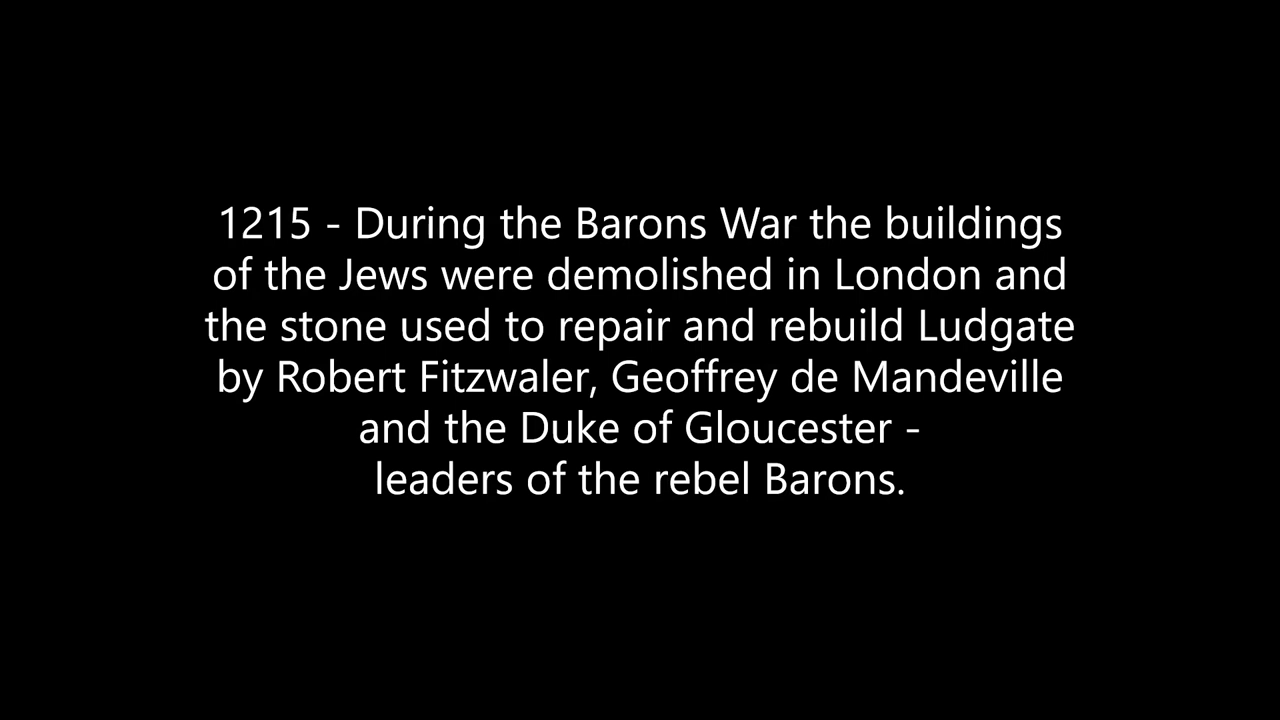 1215 - During the Barons War the buildings
of the Jews were demolished in London and
the stone used to repair and rebuild Ludgate
by Robert Fitzwaler, Geoffrey de Mandeville
and the Duke of Gloucester -
leaders of the rebel Barons.